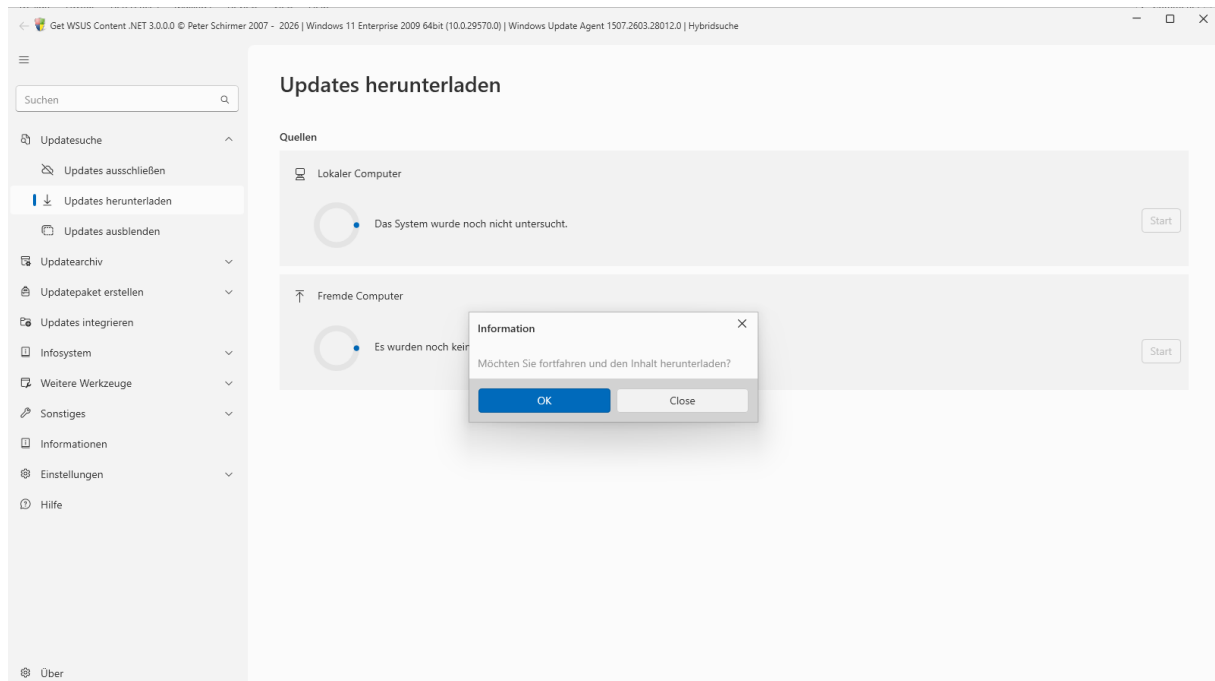 Get WSUS Content .NET 3.0.0.0 © Peter Schirmer 2007 - 2026 | Windows 11 Enterprise 2009 64bit (10.0.29570.0) | Windows Update Agent 1507.2603.28012.0 | Hybridsuche
Suchen
Updatesuche
Updates ausschließen
Updates herunterladen
Updates ausblenden
Updatearchiv
Updatepaket erstellen
Updates integrieren
Infosystem
Weitere Werkzeuge
Sonstiges
Informationen
Einstellungen
Hilfe
Über
Updates herunterladen
Quellen
Lokaler Computer
Das System wurde noch nicht untersucht.
Start
Fremde Computer
Es wurden noch
Start
Information
Möchten Sie fortfahren und den Inhalt herunterladen?
OK
Close